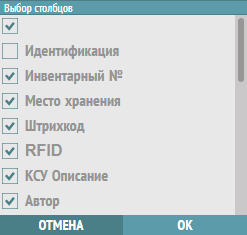 Выбор столбцов
Идентификация
Инвентарный №
Место хранения
Штрихкод
RFID
КСУ Описание
Автор
ОТМЕНА
ОК